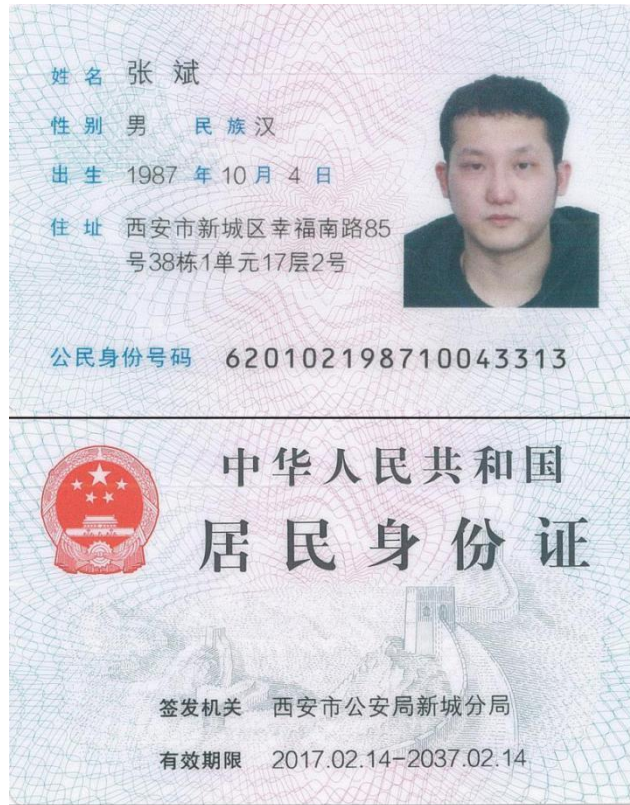 姓名 张斌
性别 男 民族 汉
出生 1987 年 10 月 4 日
住址 西安市新城区幸福南路85
号38栋1单元17层2号
公民身份号码 620102198710043313
中华人民共和国
居民身份证
签发机关 西安市公安局新城分局
有效期限 2017.02.14-2037.02.14